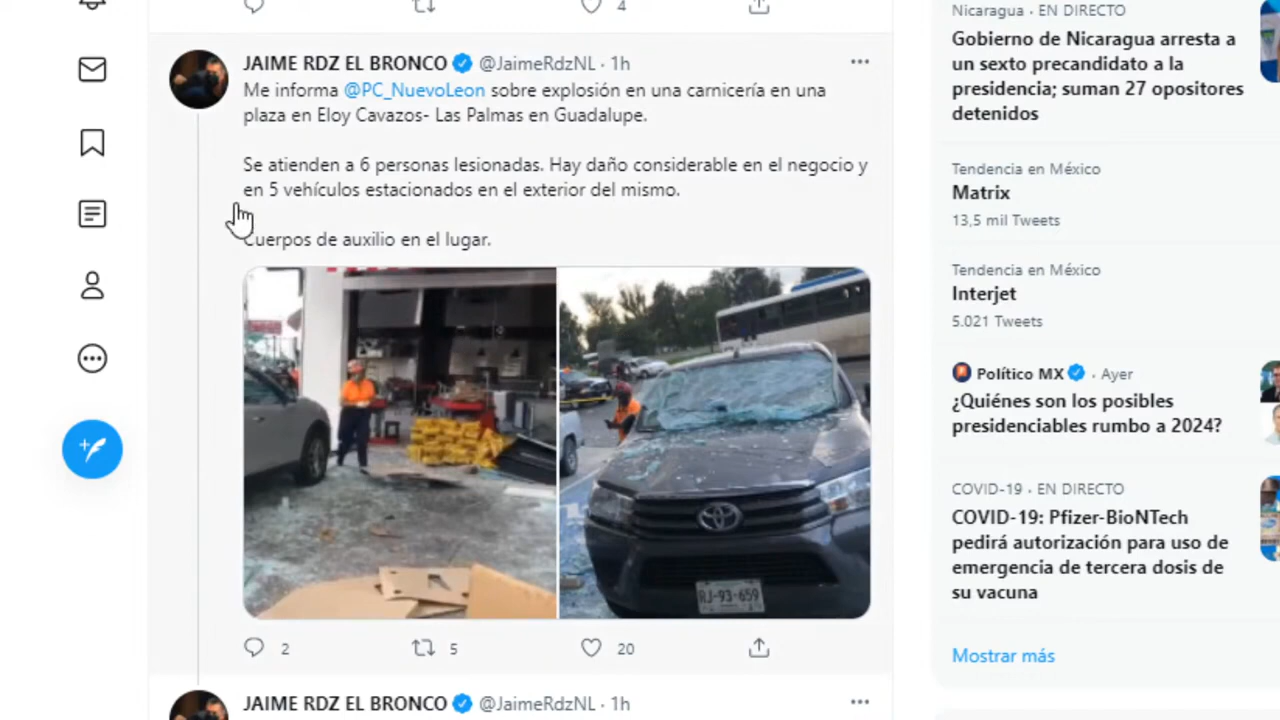 4
JAIME RDZ EL BRONCO @JaimeRdzNL · 1h
Me informa @PC_NuevoLeon sobre explosión en una carnicería en una
plaza en Eloy Cavazos- Las Palmas en Guadalupe.
Se atienden a 6 personas lesionadas. Hay daño considerable en el negocio y
en 5 vehículos estacionados en el exterior del mismo.
Cuerpos de auxilio en el lugar.
RJ-93-659
2 5 20
JAIME RDZ EL BRONCO @JaimeRdzNL · 1h
Nicaragua · EN DIRECTO
Gobierno de Nicaragua arresta a
un sexto precandidato a la
presidencia; suman 27 opositores
detenidos
Tendencia en México
Matrix
13,5 mil Tweets
Tendencia en México
Interjet
5.021 Tweets
Político MX · Ayer
¿Quiénes son los posibles
presidenciables rumbo a 2024?
COVID-19 · EN DIRECTO
COVID-19: Pfizer-BioNTech
pedirá autorización para uso de
emergencia de tercera dosis de
su vacuna
Mostrar más